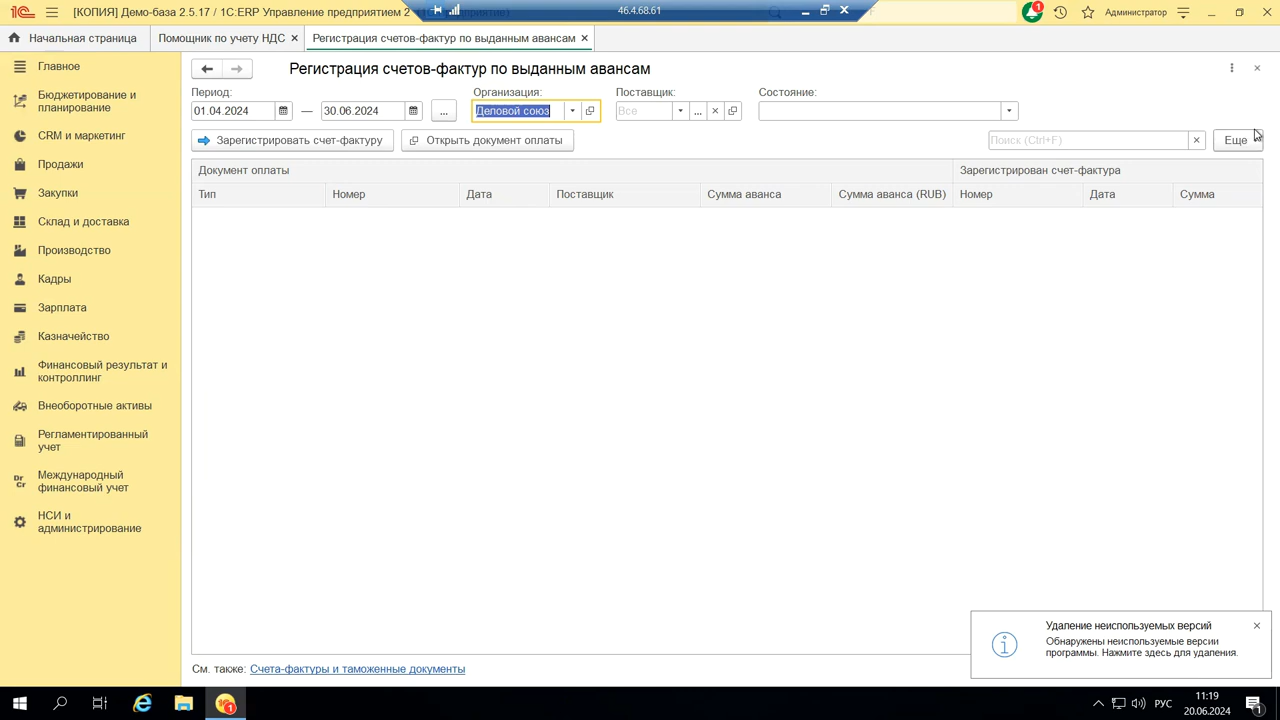 [КОПИЯ] Демо-база 2.5.17 / 1С:ERP Управление предприятием 2
46.4.68.61
1
Администратор
Начальная страница
Помощник по учету НДС
Регистрация счетов-фактур по выданным авансам
Главное
Бюджетирование и
планирование
CRM и маркетинг
Продажи
Закупки
Склад и доставка
Производство
Кадры
Зарплата
Казначейство
Финансовый результат и
контроллинг
Внеоборотные активы
Регламентированный
учет
Dr
Cr
Международный
финансовый учет
НСИ и
администрирование
Регистрация счетов-фактур по выданным авансам
Период:
Организация:
Поставщик:
Состояние:
01.04.2024
—
30.06.2024
...
Деловой союз
Все
...
Зарегистрировать счет-фактуру
Открыть документ оплаты
Поиск (Ctrl+F)
Еще
Документ оплаты
Зарегистрирован счет-фактура
Тип
Номер
Дата
Поставщик
Сумма аванса
Сумма аванса (RUB)
Номер
Дата
Сумма
Удаление неиспользуемых версий
Обнаружены неиспользуемые версии
программы. Нажмите здесь для удаления.
См. также: Счета-фактуры и таможенные документы
1
РУС
11:19
20.06.2024
1